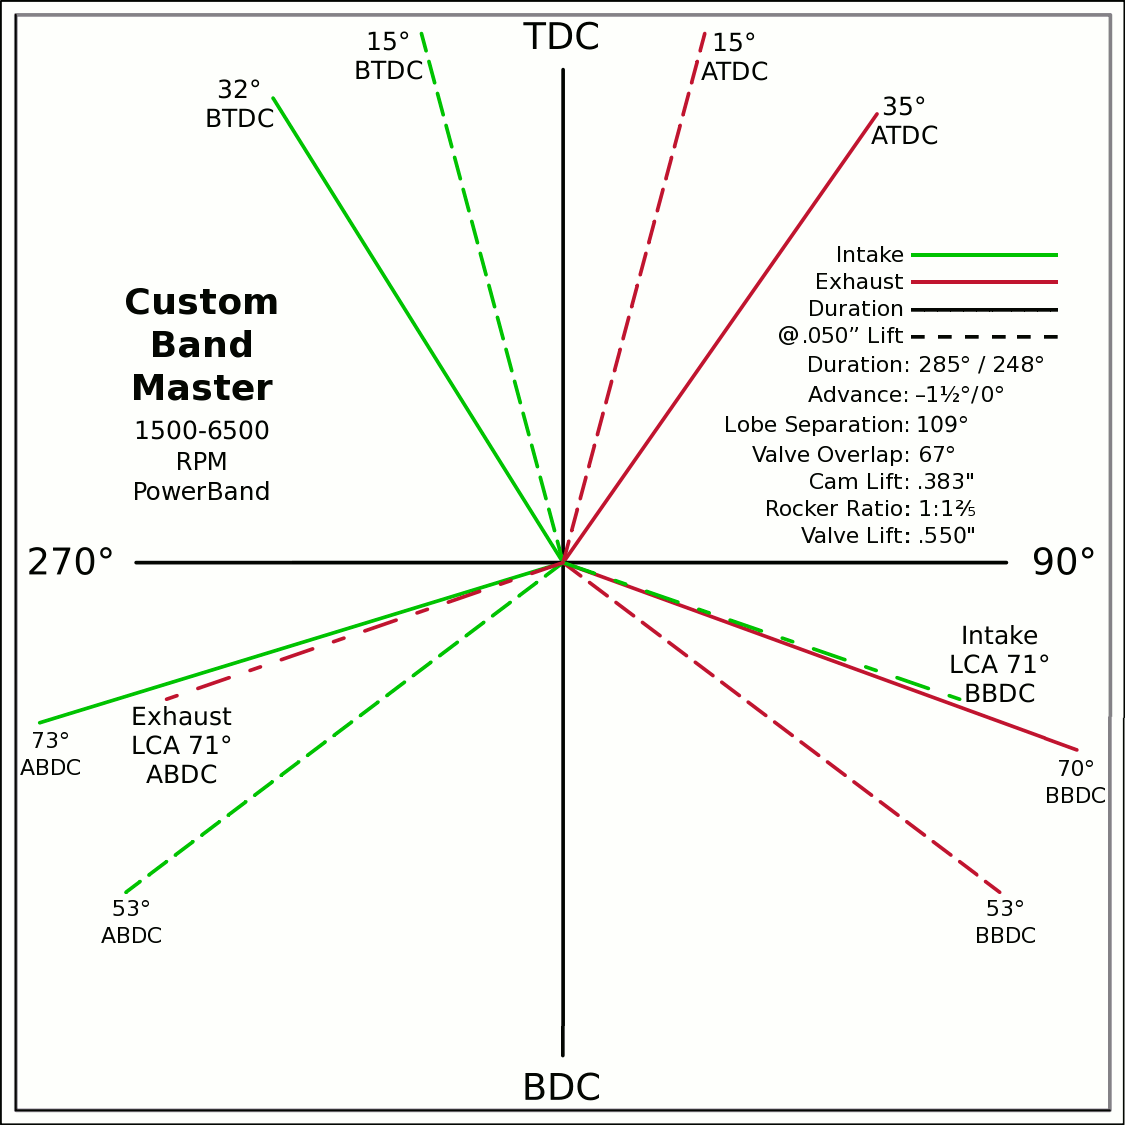 TDC
15°
BTDC
15°
ATDC
32°
BTDC
35°
ATDC
Custom
Band
Master
1500-6500
RPM
PowerBand
Intake
Exhaust
Duration
@.050” Lift
Duration: 285° / 248°
Advance: –1½°/0°
Lobe Separation: 109°
Valve Overlap: 67°
Cam Lift: .383"
Rocker Ratio: 1:1⅖
Valve Lift: .550"
270°
90°
Intake
LCA 71°
BBDC
Exhaust
LCA 71°
ABDC
73°
ABDC
70°
BBDC
53°
ABDC
53°
BBDC
BDC